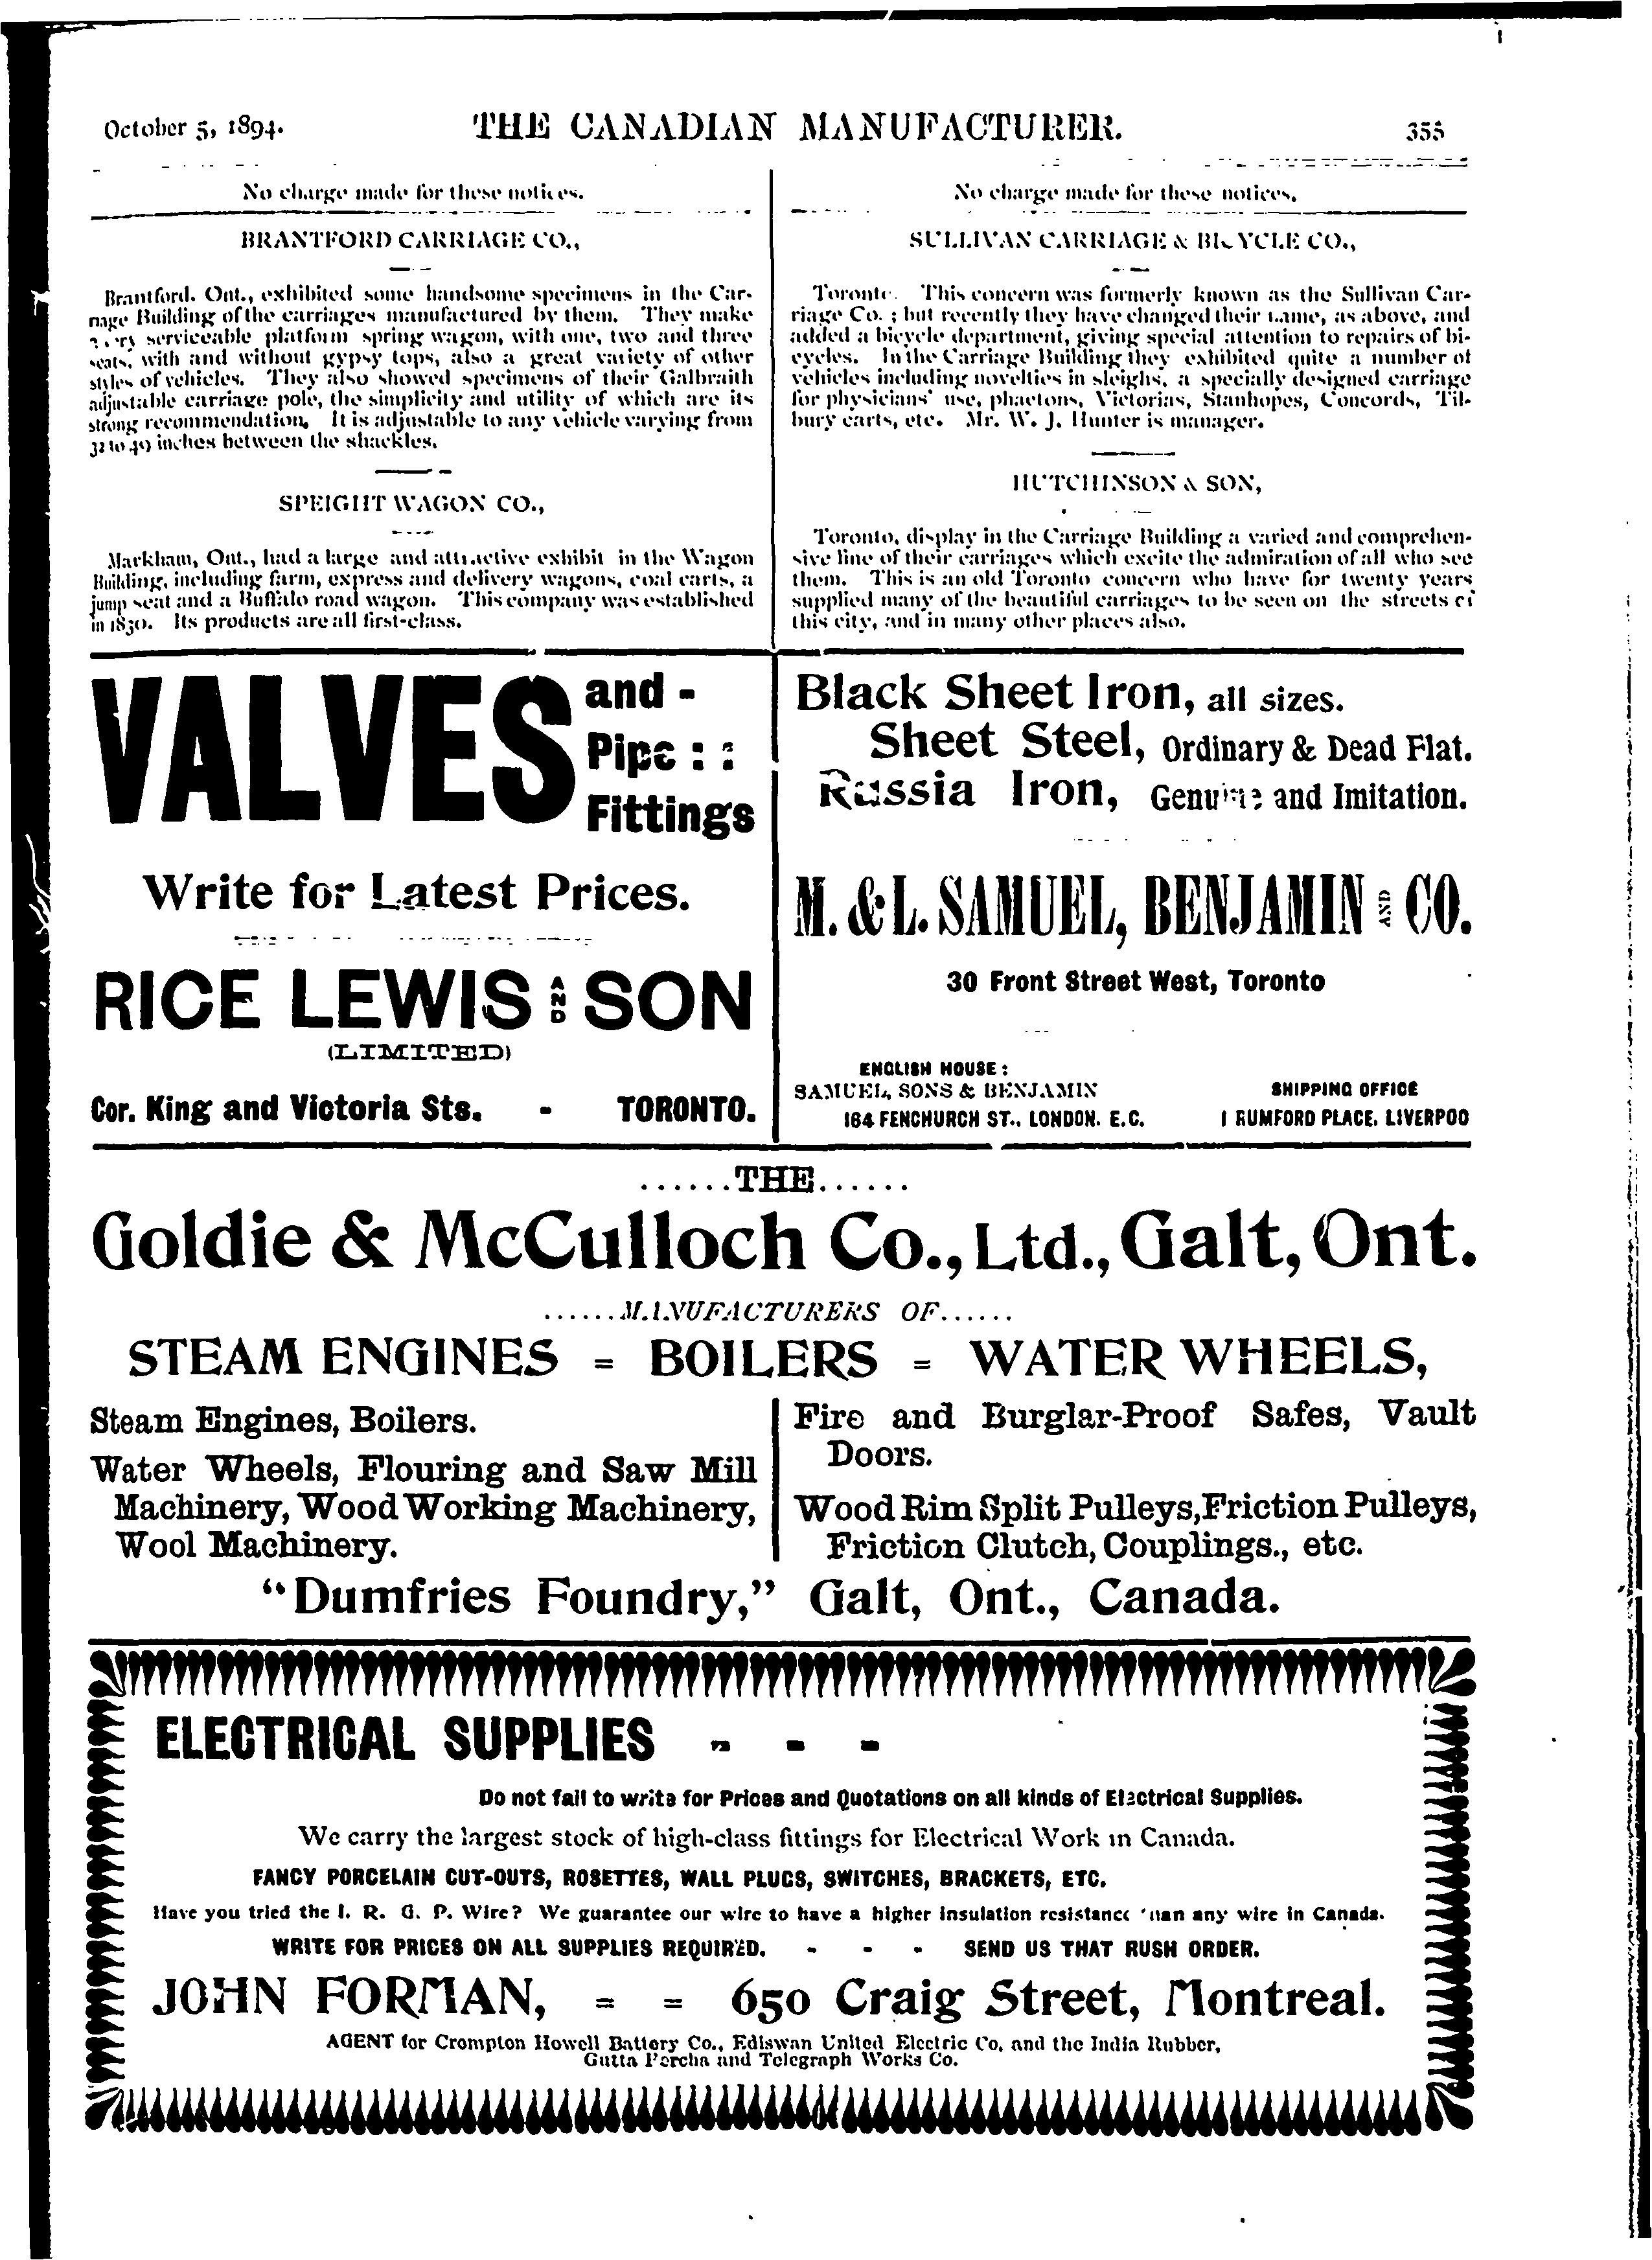 October 5, 1894.
THE CANADIAN MANUFACTURER.
355
No charge made for these notices.
BRANTFORD CARRIAGE CO.,
Brantford, Ont., exhibited some handsome specimens in the Car-
riage Building of the carriages manufactured by them. They make
a very serviceable platform spring wagon, with one, two and three
seats, with and without gypsy tops, also a great variety of other
styles of vehicles. They also showed specimens of their Galbraith
adjustable carriage pole, the simplicity and utility of which are its
strong recommendation. It is adjustable to any vehicle varying from
32 to 49 inches between the shackles.
SPEIGHT WAGON CO.,
Markham, Ont., had a large and attractive exhibit in the Wagon
Building, including farm, express and delivery wagons, coal carts, a
jump seat and a Buffalo road wagon. This company was established
in 1830. Its products are all first-class.
No charge made for these notices.
SULLIVAN CARRIAGE & BICYCLE CO.,
Toronto. This concern was formerly known as the Sullivan Car-
riage Co. ; but recently they have changed their name, as above, and
added a bicycle department, giving special attention to repairs of bi-
cycles. In the Carriage Building they exhibited quite a number of
vehicles including novelties in sleighs, a specially designed carriage
for physicians' use, phaetons, Victorias, Stanhopes, Concords, Til-
bury carts, etc. Mr. W. J. Hunter is manager.
HUTCHINSON & SON,
Toronto, display in the Carriage Building a varied and comprehen-
sive line of their carriages which excite the admiration of all who see
them. This is an old Toronto concern who have for twenty years
supplied many of the beautiful carriages to be seen on the streets of
this city, and in many other places also.
VALVES and -
Pipe : :
Fittings
Write for Latest Prices.
RICE LEWIS AND SON
(LIMITED)
Cor. King and Victoria Sts. - TORONTO.
Black Sheet Iron, all sizes.
Sheet Steel, Ordinary & Dead Flat.
Russia Iron, Genuine and Imitation.
M. & L. SAMUEL, BENJAMIN AND CO.
30 Front Street West, Toronto
ENGLISH HOUSE :
SAMUEL, SONS & BENJAMIN
164 FENCHURCH ST., LONDON, E.C.
SHIPPING OFFICE
1 RUMFORD PLACE, LIVERPOO
......THE......
Goldie & McCulloch Co., Ltd., Galt, Ont.
......MANUFACTURERS OF......
STEAM ENGINES = BOILERS = WATER WHEELS,
Steam Engines, Boilers.
Water Wheels, Flouring and Saw Mill
Machinery, Wood Working Machinery,
Wool Machinery.
Fire and Burglar-Proof Safes, Vault
Doors.
Wood Rim Split Pulleys, Friction Pulleys,
Friction Clutch, Couplings., etc.
"Dumfries Foundry," Galt, Ont., Canada.
ELECTRICAL SUPPLIES - - -
Do not fail to write for Prices and Quotations on all kinds of Electrical Supplies.
We carry the largest stock of high-class fittings for Electrical Work in Canada.
FANCY PORCELAIN CUT-OUTS, ROSETTES, WALL PLUGS, SWITCHES, BRACKETS, ETC.
Have you tried the I. R. G. P. Wire? We guarantee our wire to have a higher insulation resistance than any wire in Canada.
WRITE FOR PRICES ON ALL SUPPLIES REQUIRED. - - - SEND US THAT RUSH ORDER.
JOHN FORMAN, = = 650 Craig Street, Montreal.
AGENT for Crompton Howell Battery Co., Ediswan United Electric Co. and the India Rubber,
Gutta Percha and Telegraph Works Co.